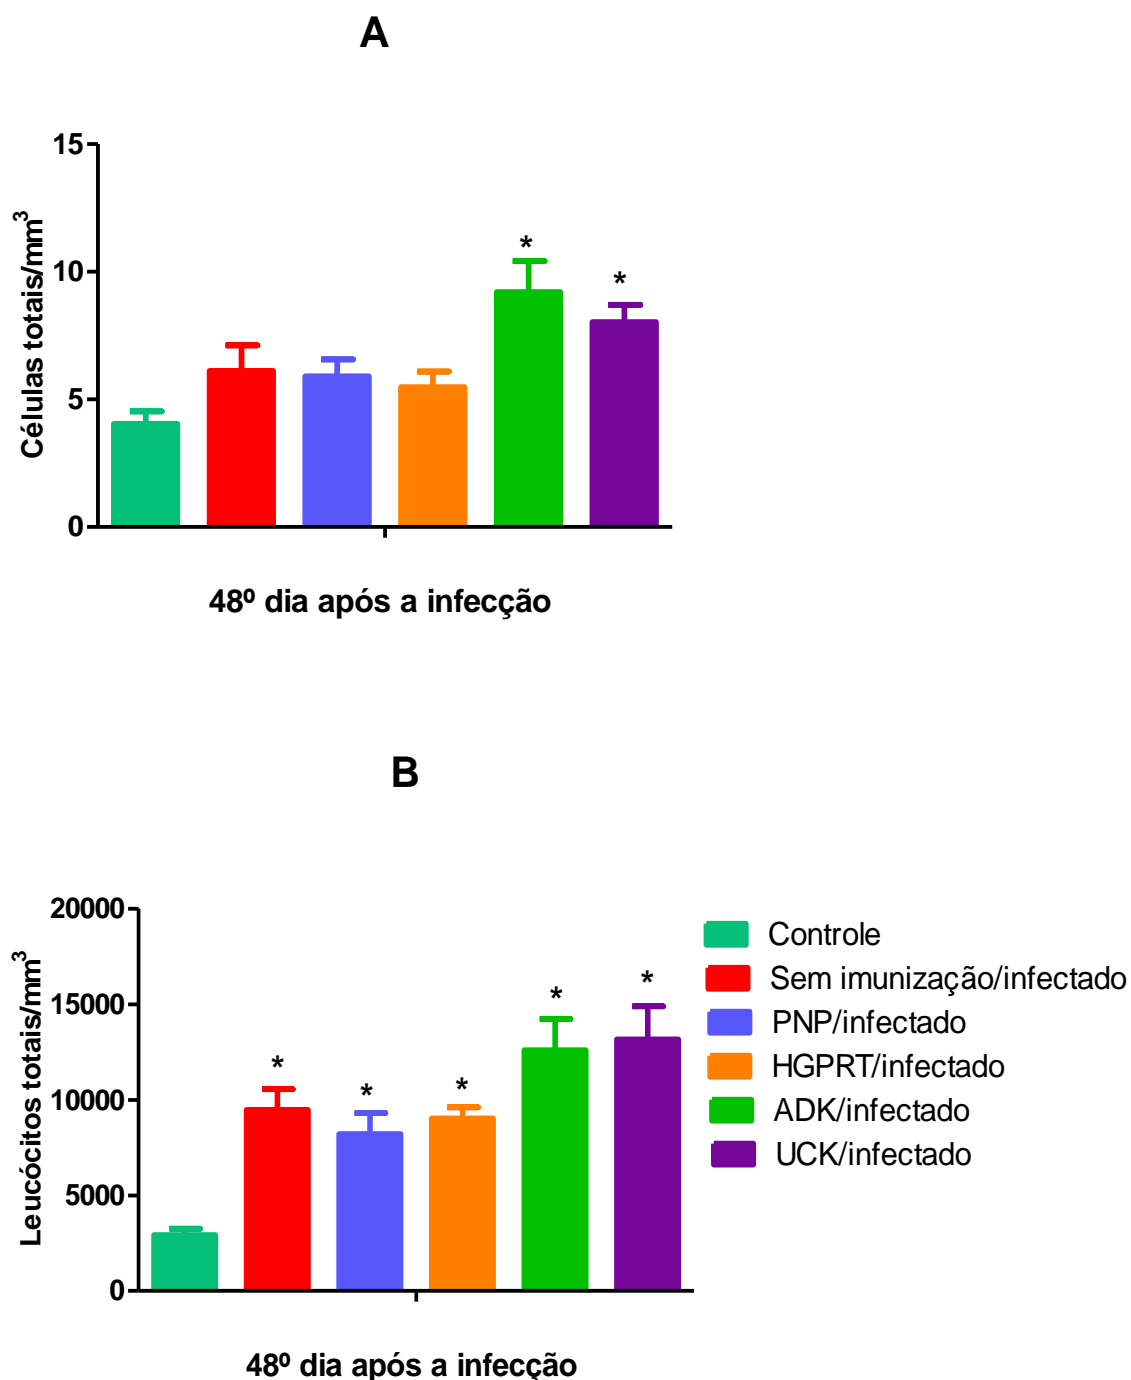 A
Células totais/mm³
15
10
5
0
*
*
48º dia após a infecção
B
Leucócitos totais/mm³
20000
15000
10000
5000
0
*
*
*
*
*
Controle
Sem imunização/infectado
PNP/infectado
HGPRT/infectado
ADK/infectado
UCK/infectado
48º dia após a infecção